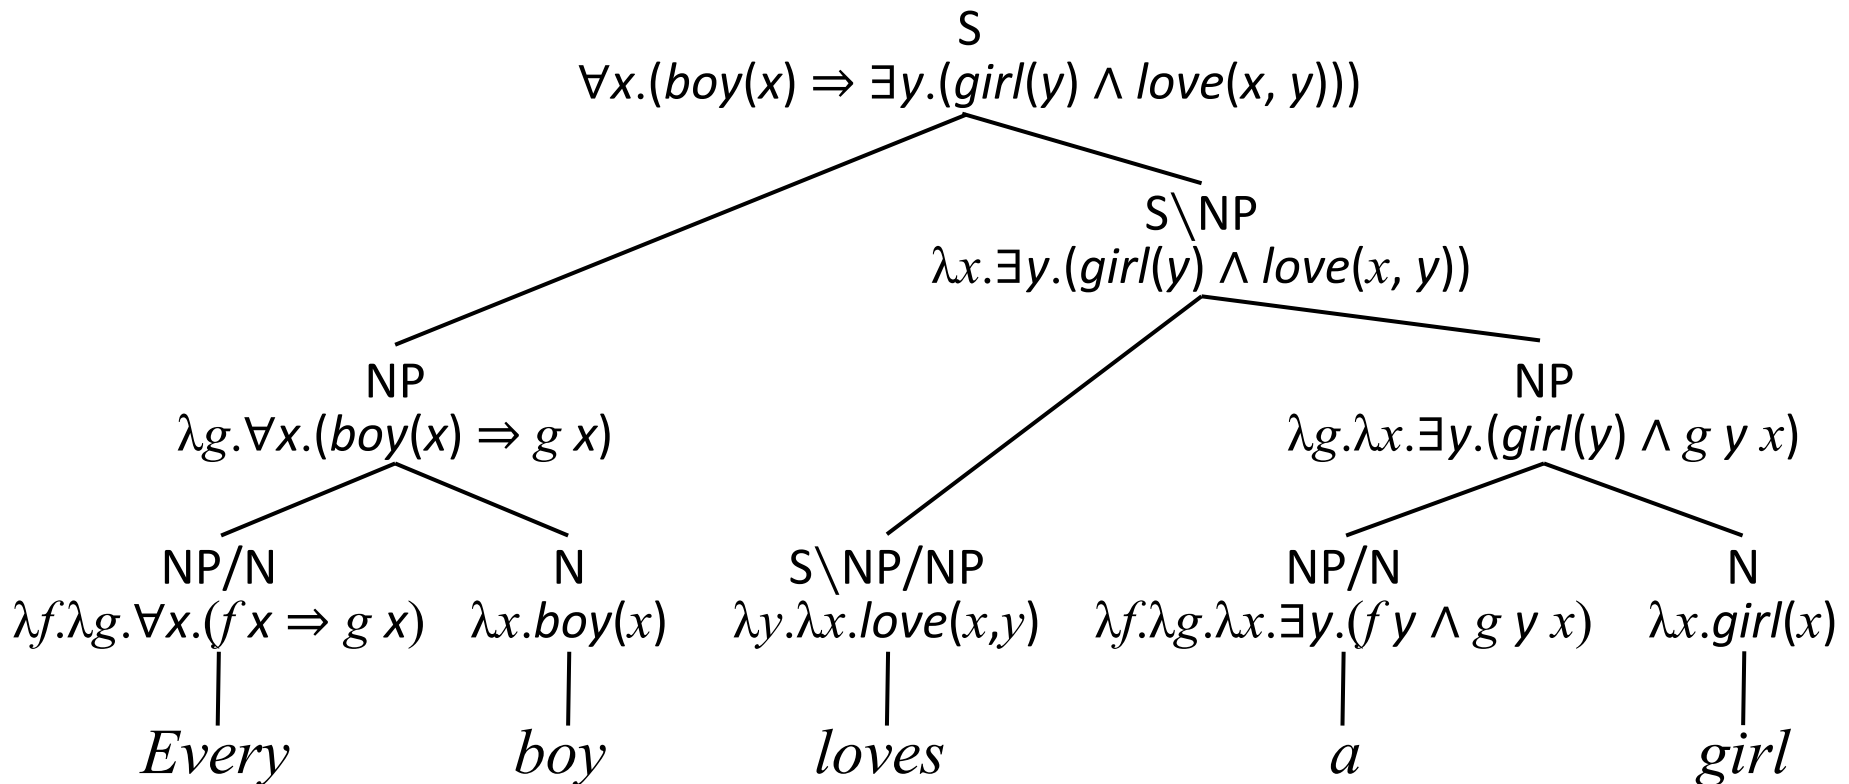 S
∀x.(boy(x) ⇒ ∃y.(girl(y) ∧ love(x, y)))
S\NP
λx.∃y.(girl(y) ∧ love(x, y))
NP NP
λg.∀x.(boy(x) ⇒ g x) λg.λx.∃y.(girl(y) ∧ g y x)
NP/N N S\NP/NP NP/N N
λf.λg.∀x.(f x ⇒ g x) λx.boy(x) λy.λx.love(x,y) λf.λg.λx.∃y.(f y ∧ g y x) λx.girl(x)
Every boy loves a girl